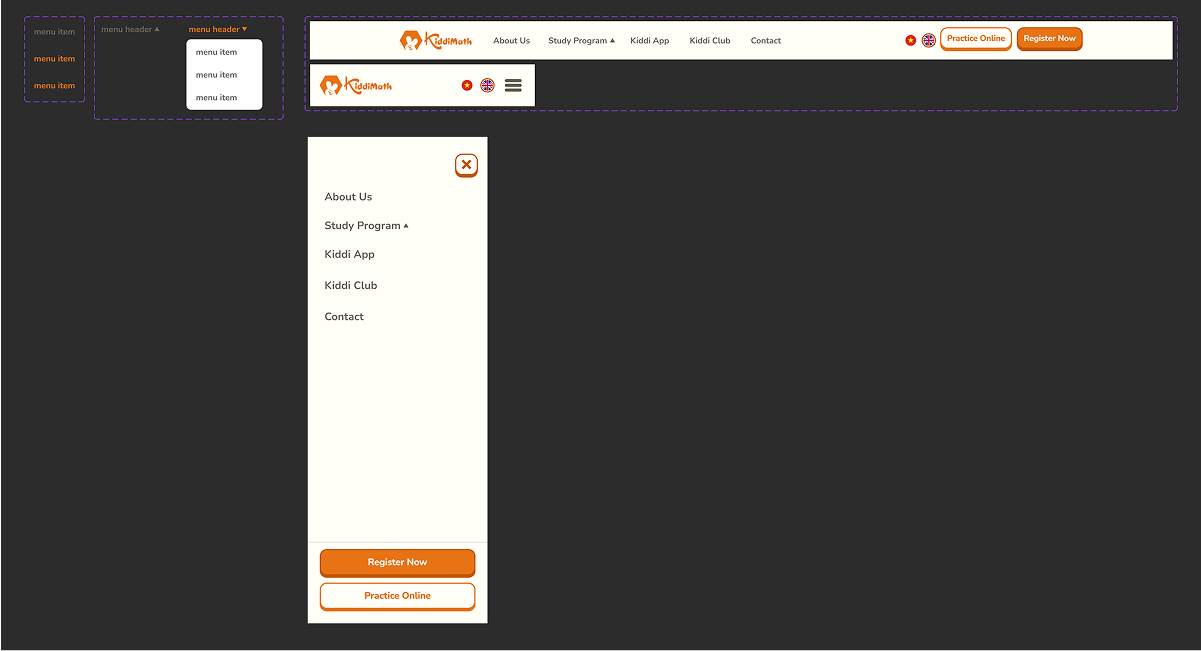 menu item
menu item
menu item
menu header
menu header
menu item
menu item
menu item
KiddiMath
About Us
Study Program
Kiddi App
Kiddi Club
Contact
Practice Online
Register Now
KiddiMath
About Us
Study Program
Kiddi App
Kiddi Club
Contact
Register Now
Practice Online